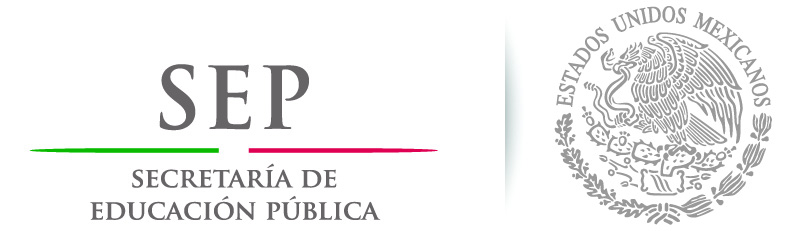 SEP
SECRETARÍA DE
EDUCACIÓN PÚBLICA
ESTADOS UNIDOS MEXICANOS